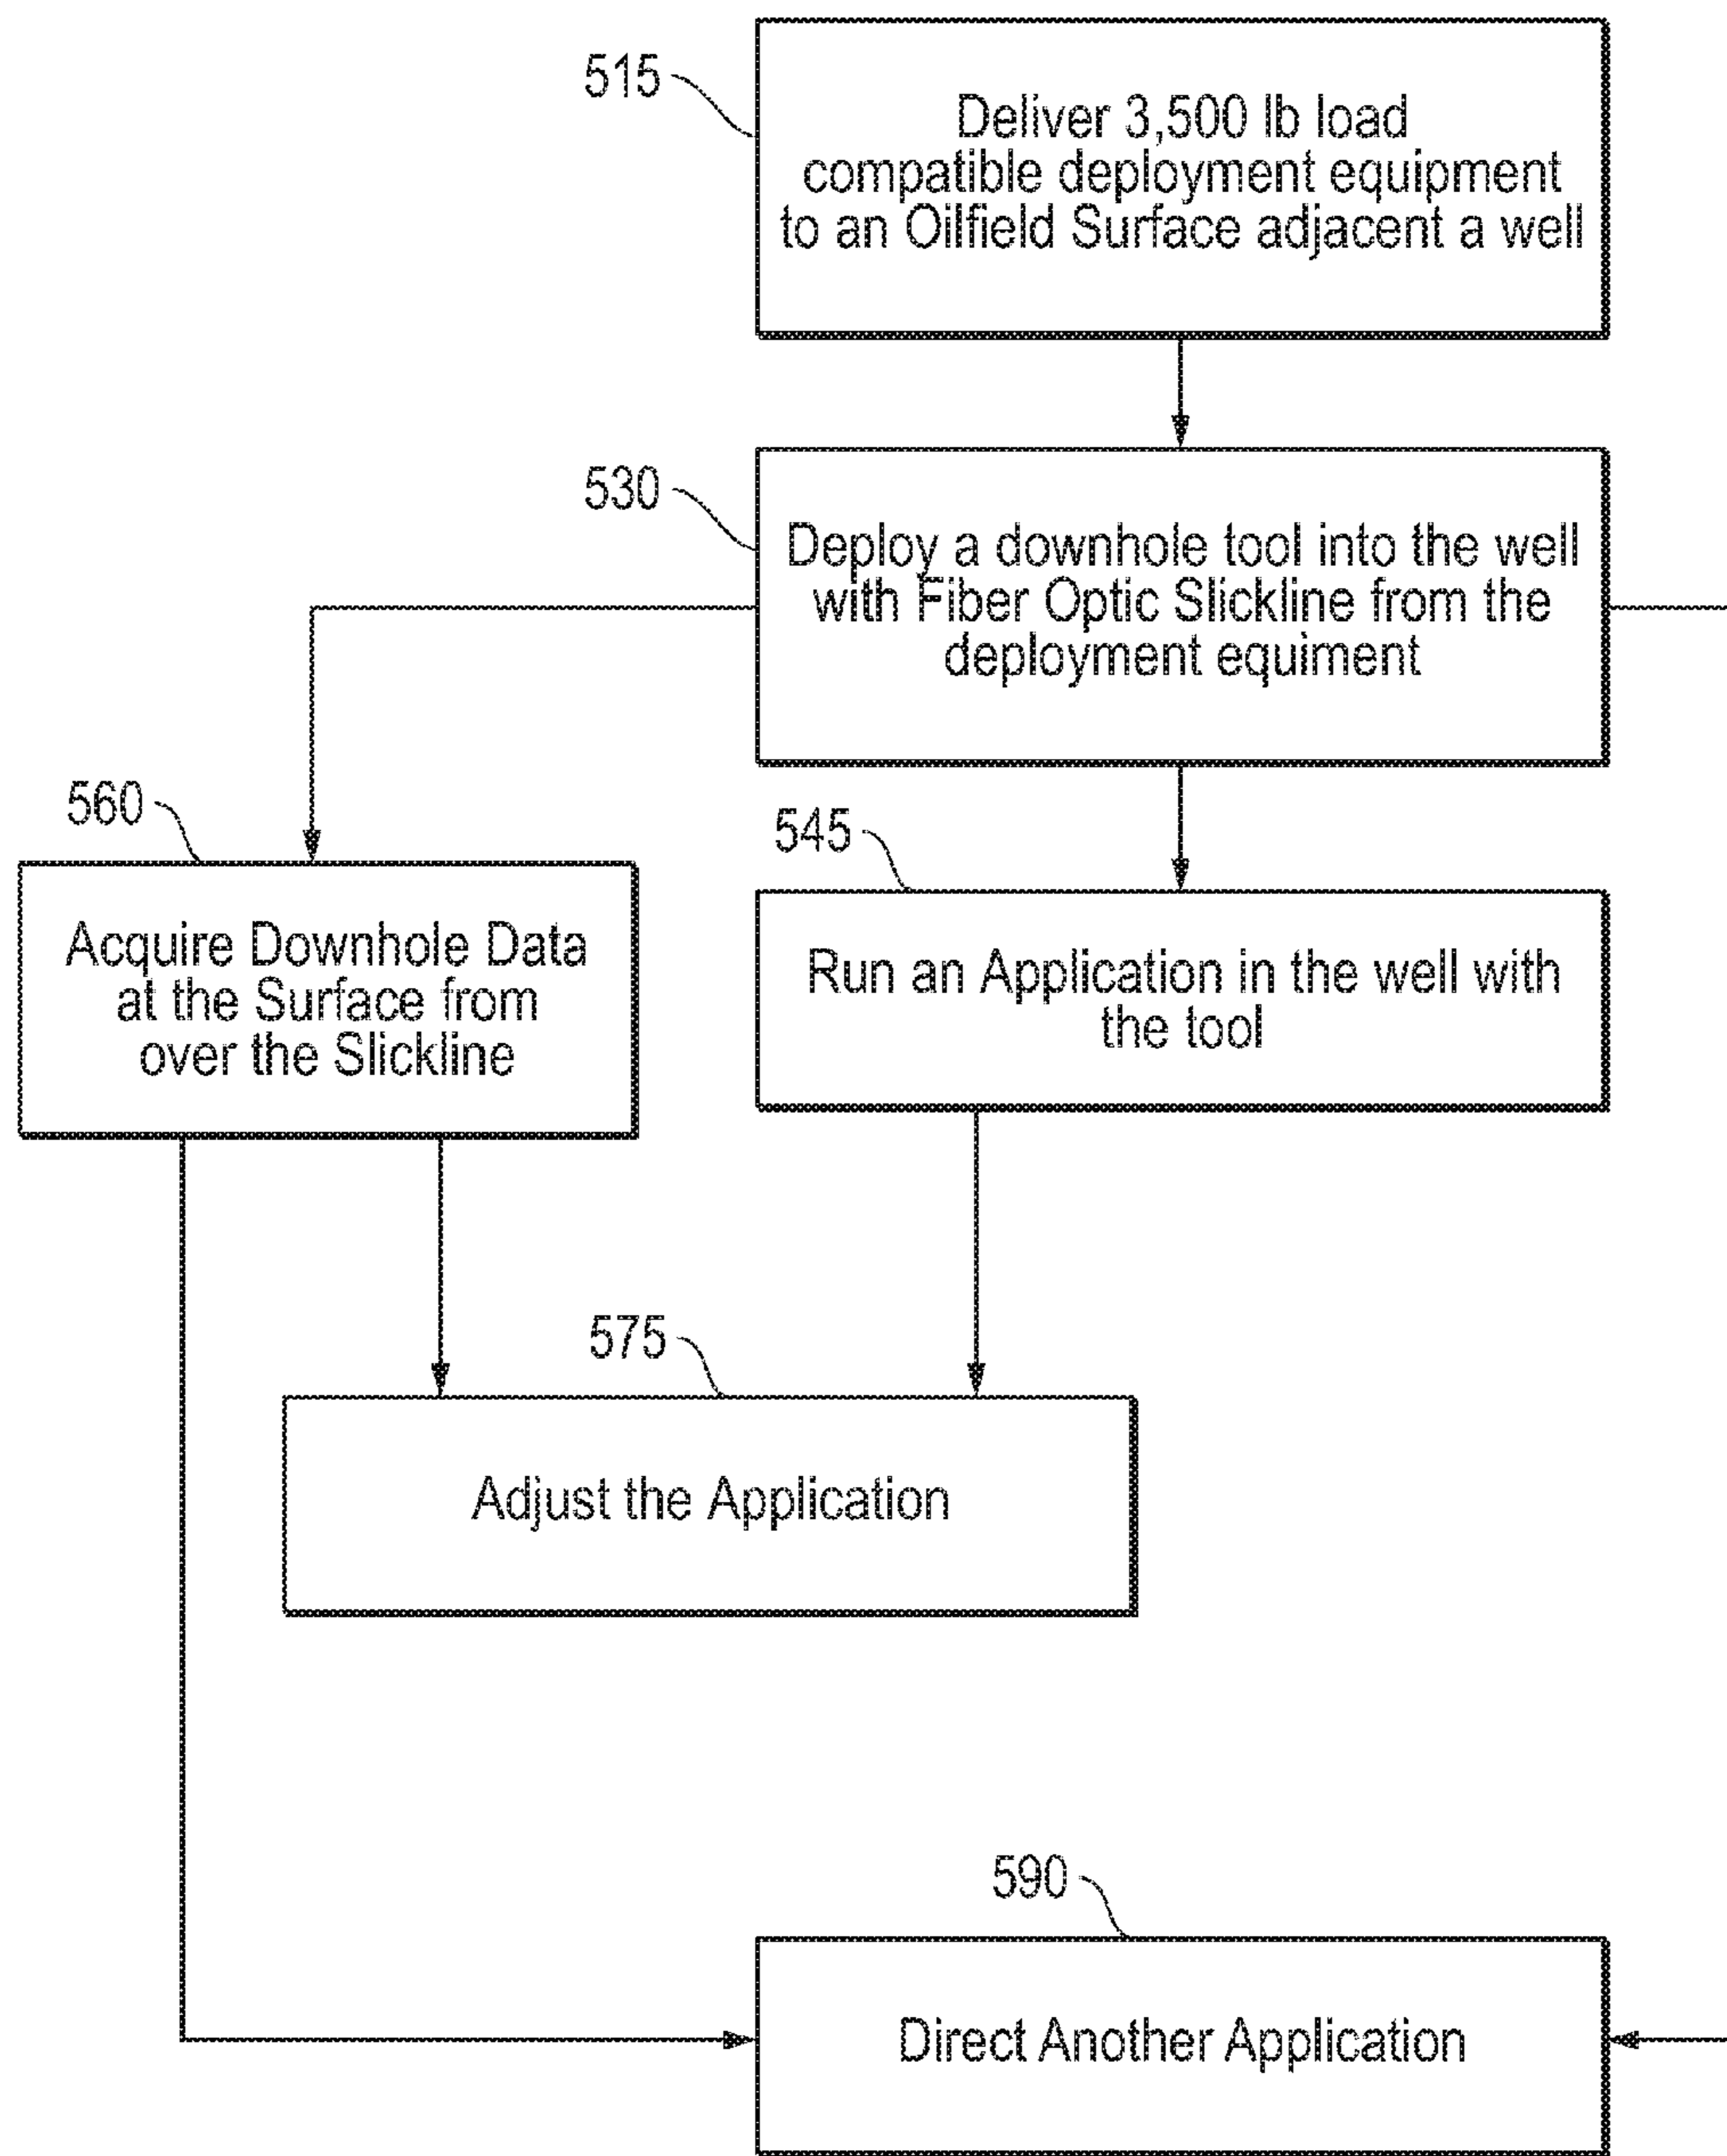 515
Deliver 3,500 lb load
compatible deployment equipment
to an Oilfield Surface adjacent a well
530
Deploy a downhole tool into the well
with Fiber Optic Slickline from the
deployment equiment
560
Acquire Downhole Data
at the Surface from
over the Slickline
545
Run an Application in the well with
the tool
575
Adjust the Application
590
Direct Another Application